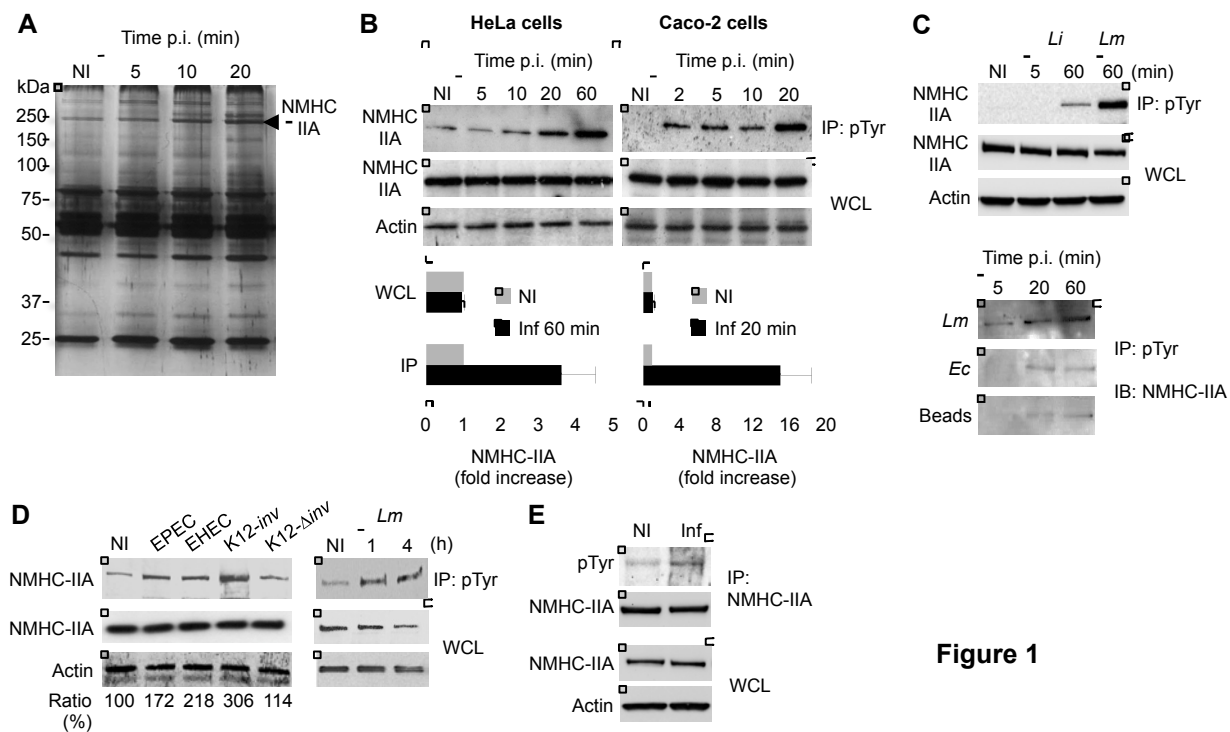 A
Time p.i. (min)
NI 5 10 20
kDa
250-
150-
100-
75-
50-
37-
25-
NMHC
IIA
B
HeLa cells
Caco-2 cells
Time p.i. (min)
Time p.i. (min)
NI 5 10 20 60
NI 2 5 10 20
NMHC
IIA
IP: pTyr
NMHC
IIA
WCL
Actin
WCL
NI
Inf 60 min
NI
Inf 20 min
IP
0 1 2 3 4 5
0 4 8 12 16 20
NMHC-IIA
(fold increase)
NMHC-IIA
(fold increase)
C
Li Lm
NI 5 60 60 (min)
NMHC
IIA
IP: pTyr
NMHC
IIA
WCL
Actin
Time p.i. (min)
5 20 60
Lm
Ec
Beads
IP: pTyr
IB: NMHC-IIA
D
NI EPEC EHEC K12-inv K12-Δinv
Lm
NI 1 4 (h)
NMHC-IIA
IP: pTyr
NMHC-IIA
WCL
Actin
Ratio 100 172 218 306 114
(%)
E
NI Inf
pTyr
IP:
NMHC-IIA
NMHC-IIA
NMHC-IIA
WCL
Actin
Figure 1